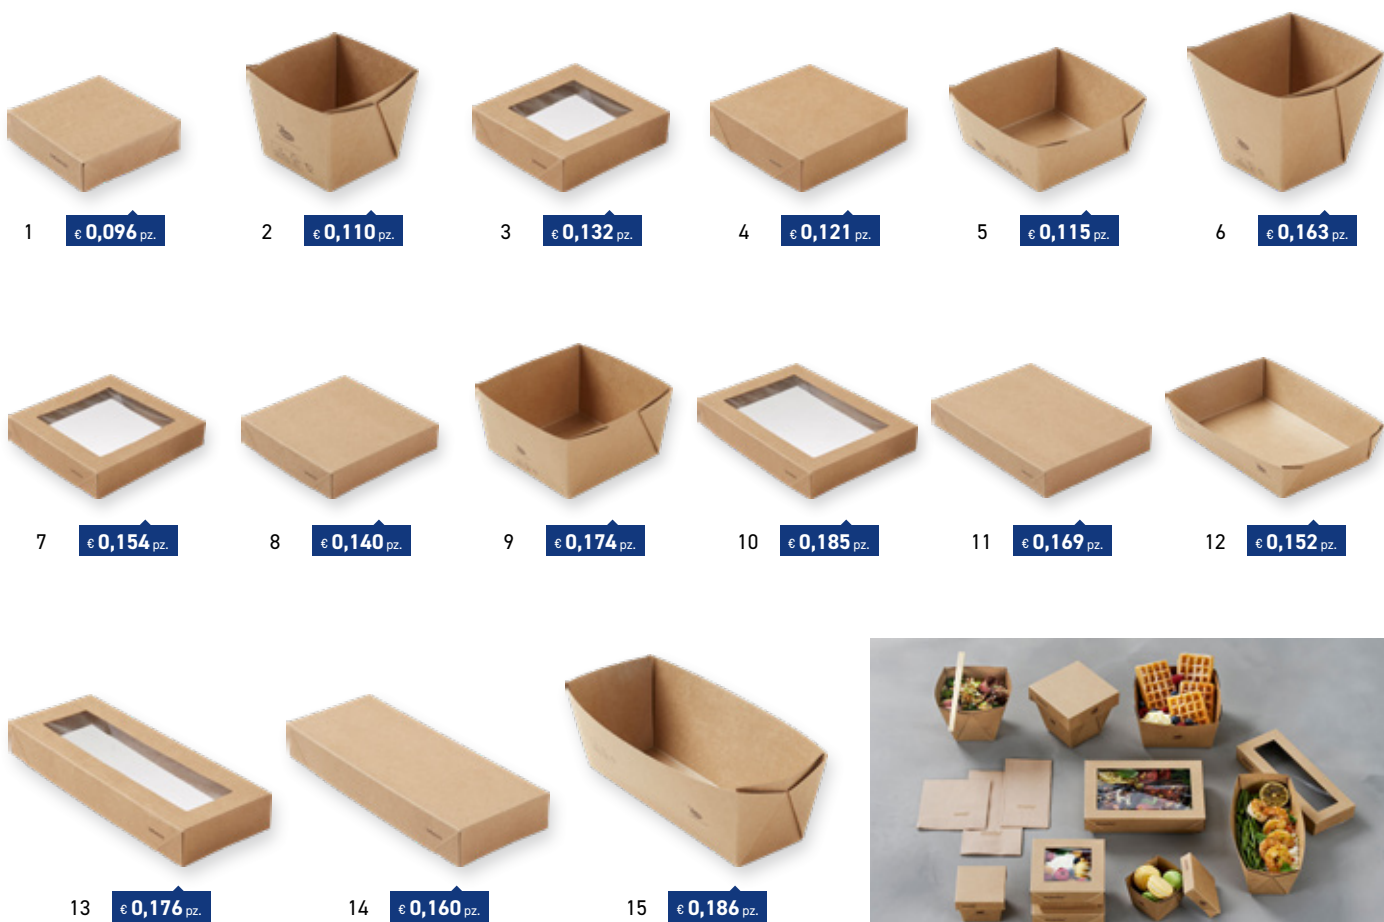 1 € 0,096 pz.
2 € 0,110 pz.
3 € 0,132 pz.
4 € 0,121 pz.
5 € 0,115 pz.
6 € 0,163 pz.
7 € 0,154 pz.
8 € 0,140 pz.
9 € 0,174 pz.
10 € 0,185 pz.
11 € 0,169 pz.
12 € 0,152 pz.
13 € 0,176 pz.
14 € 0,160 pz.
15 € 0,186 pz.